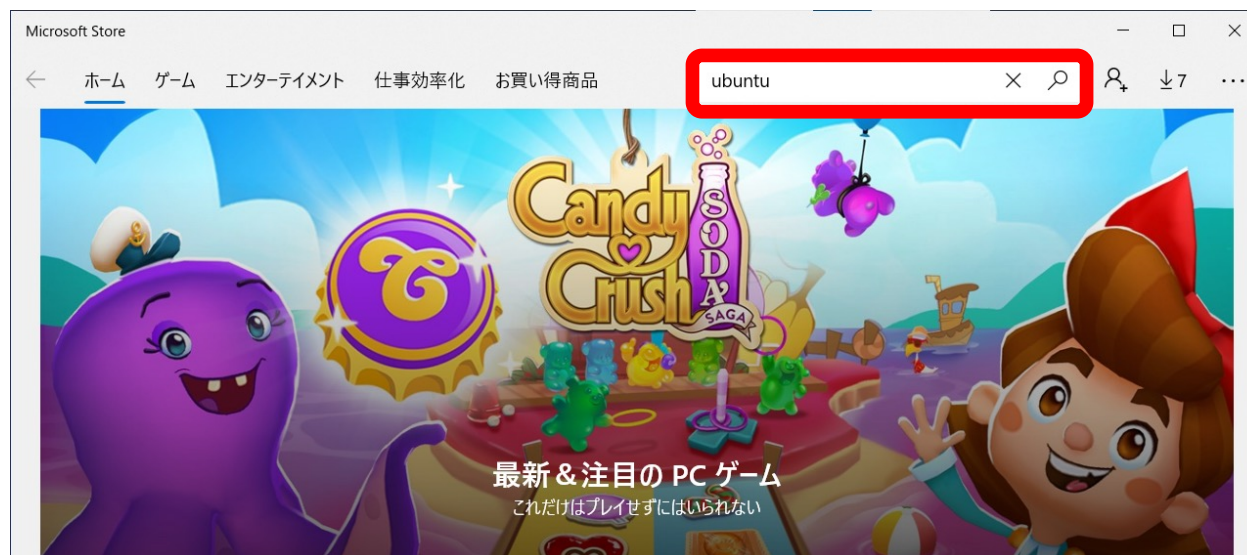 Microsoft Store
ホーム ゲーム エンターテイメント 仕事効率化 お買い得商品 ubuntu 7
Candy
Crush
SODA
SAGA
C
最新&注目の PC ゲーム
これだけはプレイせずにはいられない